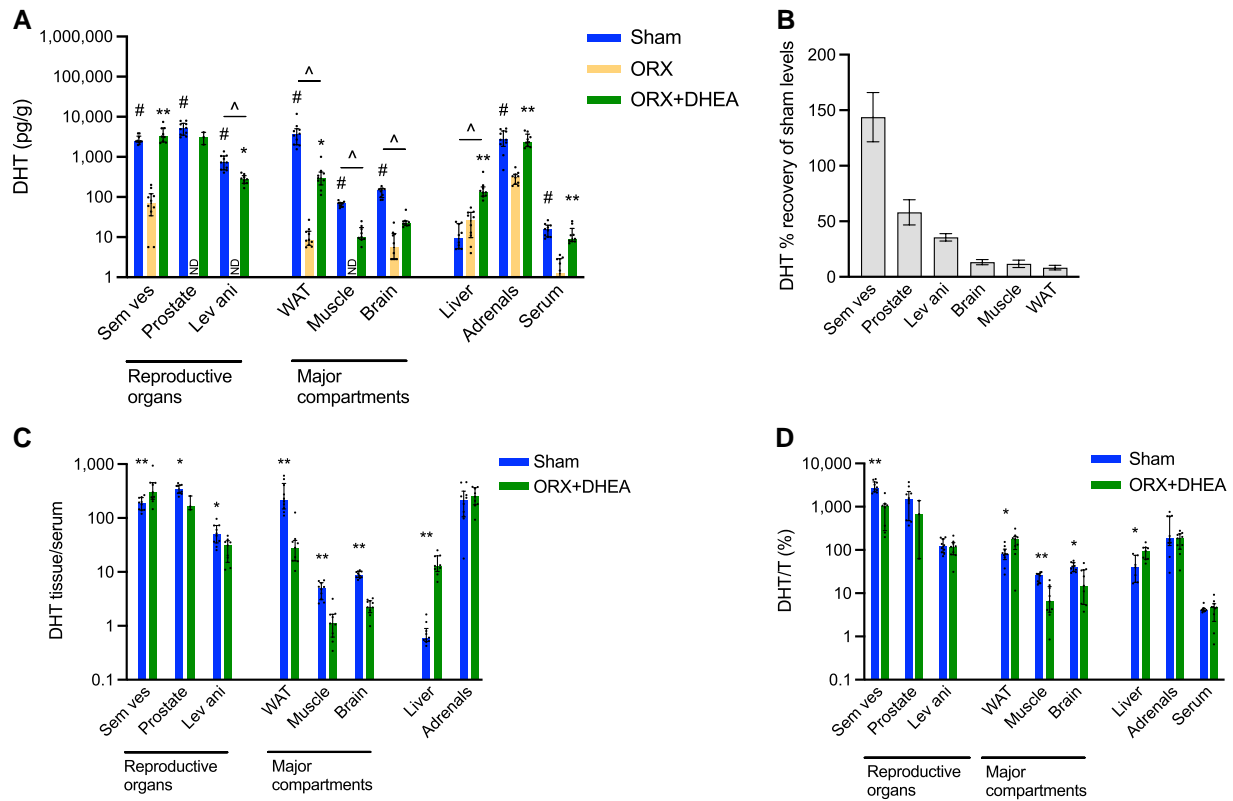 A
DHT (pg/g)
1,000,000
100,000
10,000
1,000
100
10
1
# ** # # ^ *
# ^ * # ^ # ^
^ ** # ** # **
ND ND ND
Sham
ORX
ORX+DHEA
Sem ves Prostate Lev ani WAT Muscle Brain Liver Adrenals Serum
Reproductive
organs
Major
compartments
B
DHT % recovery of sham levels
200
150
100
50
0
Sem ves Prostate Lev ani Brain Muscle WAT
C
DHT tissue/serum
1,000
100
10
1
0.1
** * * ** ** ** **
Sham
ORX+DHEA
Sem ves Prostate Lev ani WAT Muscle Brain Liver Adrenals
Reproductive
organs
Major
compartments
D
DHT/T (%)
10,000
1,000
100
10
1
0.1
** * ** * *
Sham
ORX+DHEA
Sem ves Prostate Lev ani WAT Muscle Brain Liver Adrenals Serum
Reproductive
organs
Major
compartments